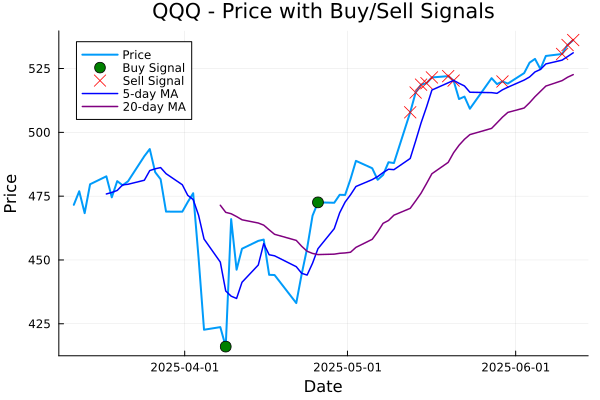 QQQ - Price with Buy/Sell Signals
Price
Buy Signal
Sell Signal
5-day MA
20-day MA
525
500
475
450
425
Price
2025-04-01
2025-05-01
2025-06-01
Date